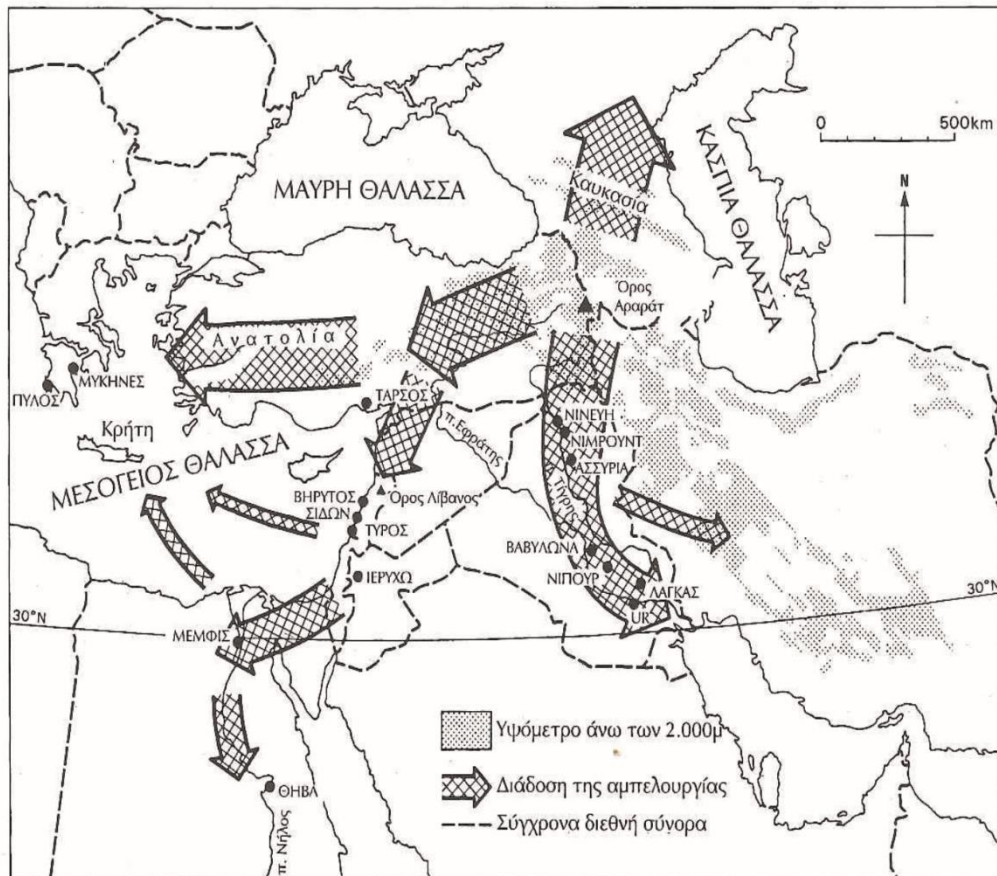 0 500km
ΜΑΥΡΗ ΘΑΛΑΣΣΑ
Καυκασία
ΚΑΣΠΙΑ ΘΑΛΑΣΣΑ
N
Όρος
Αραράτ
Ανατολία
ΜΥΚΗΝΕΣ
ΠΥΛΟΣ
ΤΑΡΣΟΣ
Κρήτη
π.Εφράτης
ΝΙΝΕΥΗ
ΝΙΜΡΟΥΝΤ
ΑΣΣΥΡΙΑ
ΜΕΣΟΓΕΙΟΣ ΘΑΛΑΣΣΑ
Τίγρης
ΒΗΡΥΤΟΣ
Όρος Λίβανος
ΣΙΔΩΝ
ΤΥΡΟΣ
ΒΑΒΥΛΩΝΑ
ΝΙΠΟΥΡ
ΙΕΡΥΧΩ
ΛΑΓΚΑΣ
UR
30°N
30°N
ΜΕΜΦΙΣ
Υψόμετρο άνω των 2.000μ
Διάδοση της αμπελουργίας
ΘΗΒΑ
Σύγχρονα διεθνή σύνορα
π. Νήλος